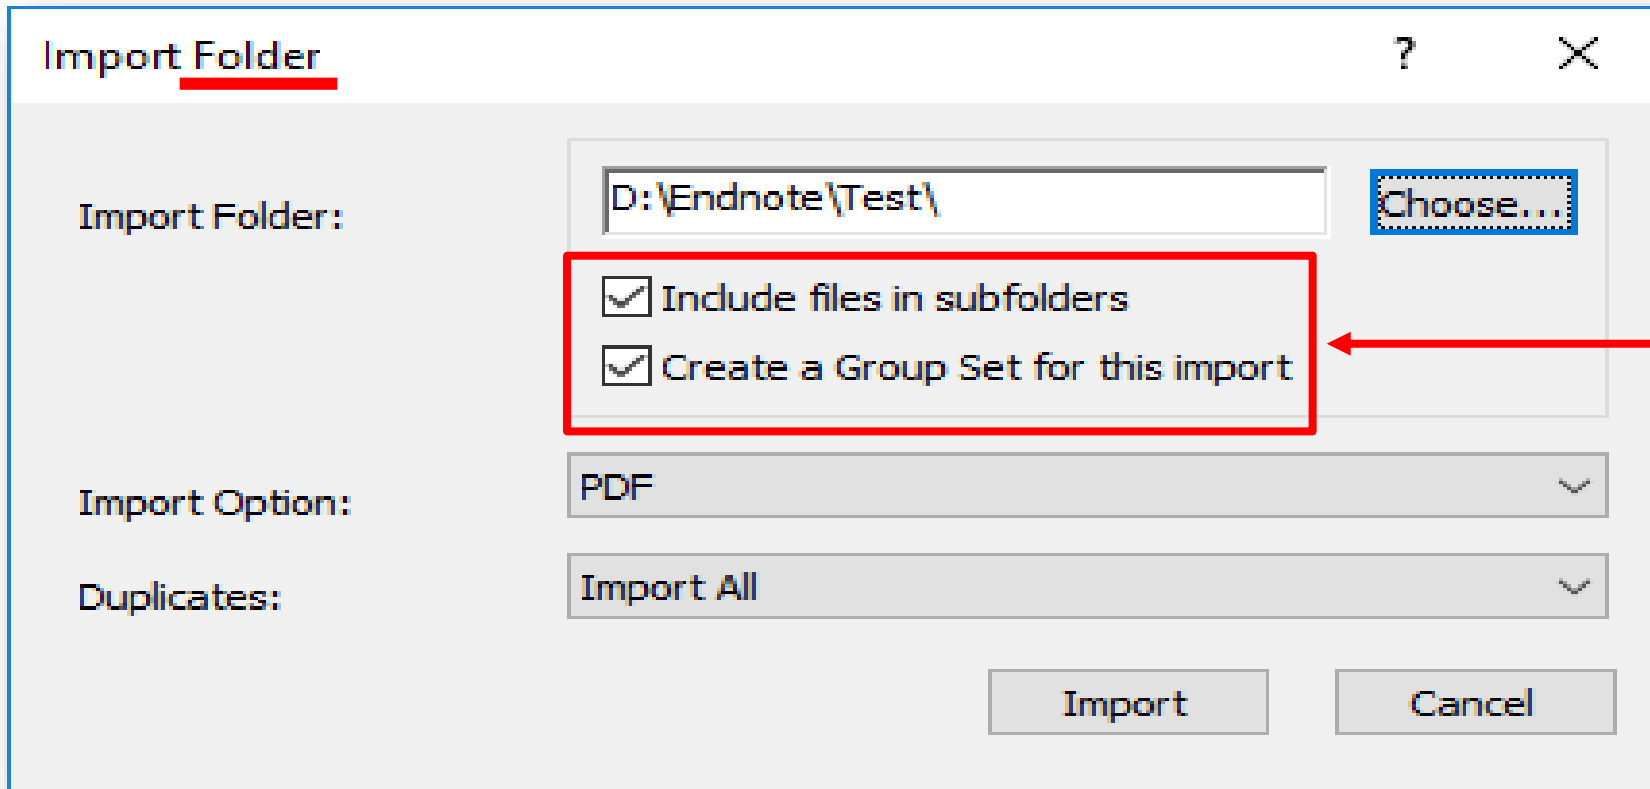 Import Folder
?
Import Folder:
D:\Endnote\Test\
Choose...
Include files in subfolders
Create a Group Set for this import
Import Option:
PDF
Duplicates:
Import All
Import
Cancel